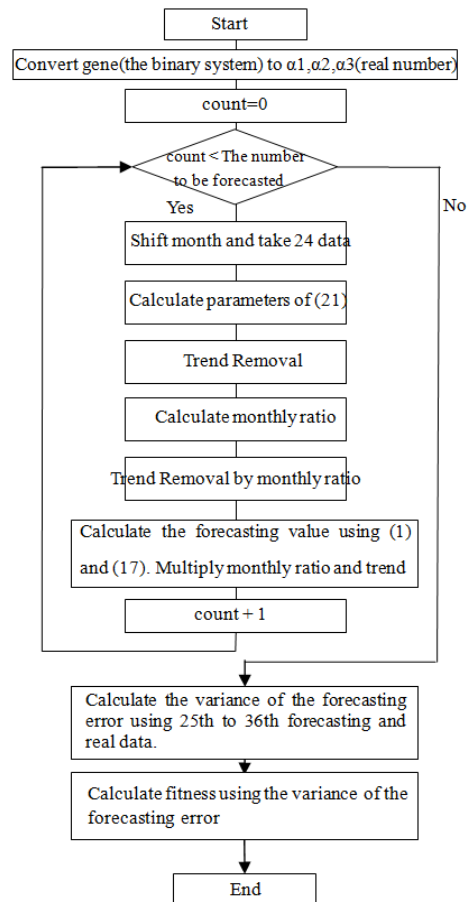 Start
Convert gene(the binary system) to α1,α2,α3(real number)
count=0
count < The number
to be forecasted
Yes
No
Shift month and take 24 data
Calculate parameters of (21)
Trend Removal
Calculate monthly ratio
Trend Removal by monthly ratio
Calculate the forecasting value using (1)
and (17). Multiply monthly ratio and trend
count + 1
Calculate the variance of the forecasting
error using 25th to 36th forecasting and
real data.
Calculate fitness using the variance of the
forecasting error
End